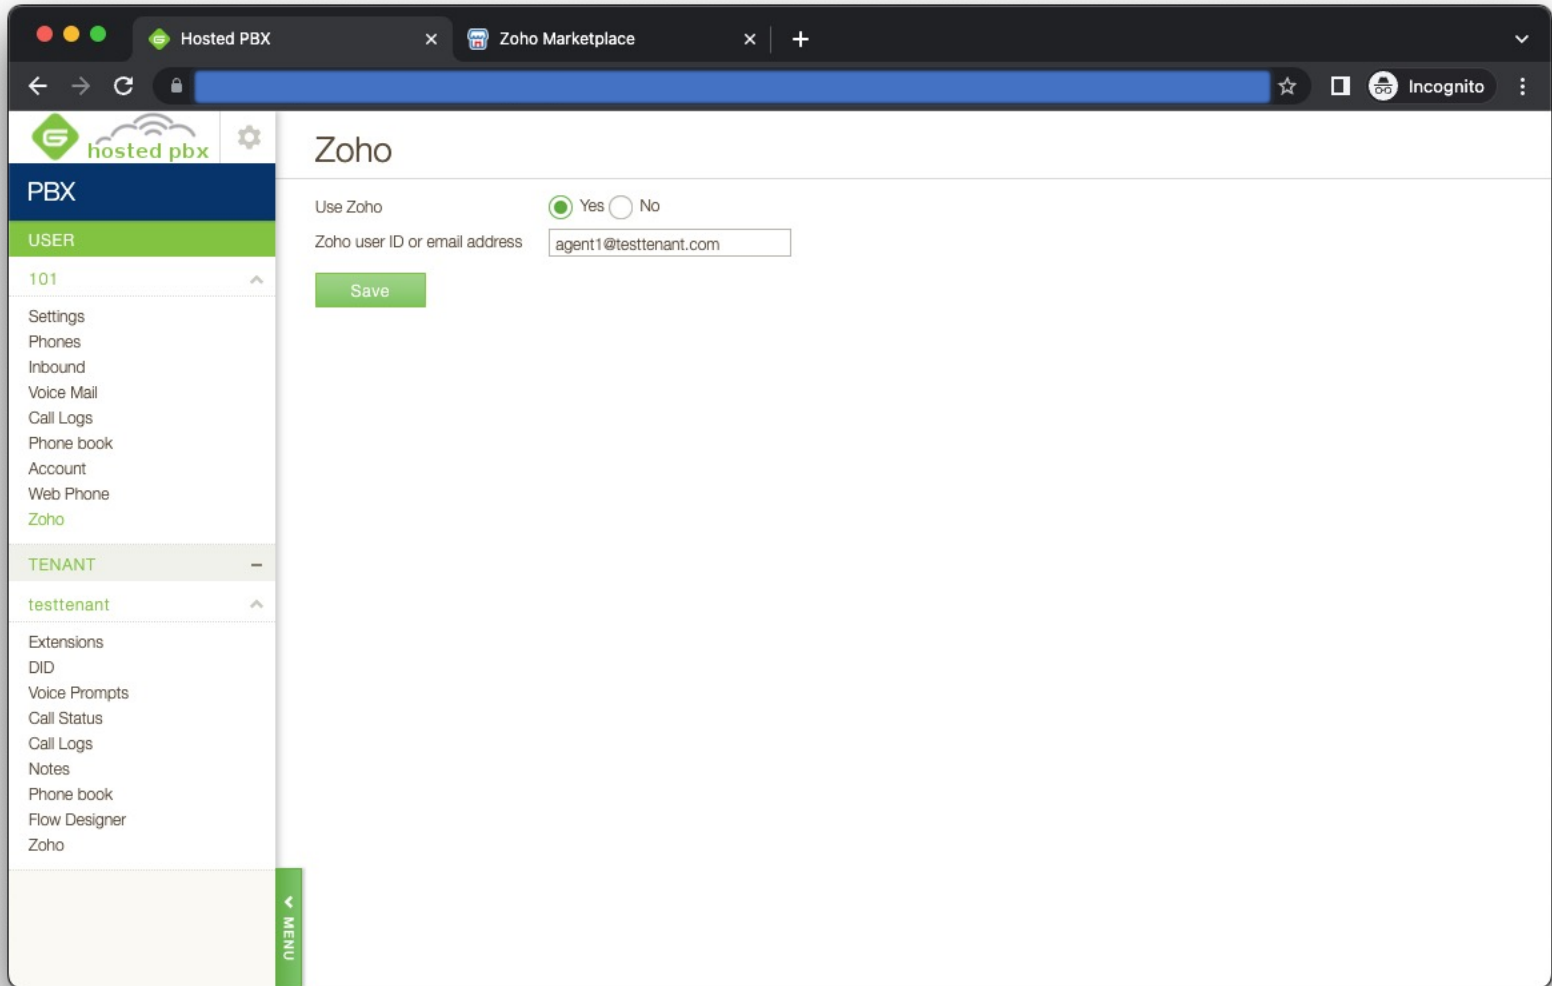 Hosted PBX
Zoho Marketplace
Incognito
hosted pbx
PBX
USER
101
Settings
Phones
Inbound
Voice Mail
Call Logs
Phone book
Account
Web Phone
Zoho
TENANT
testtenant
Extensions
DID
Voice Prompts
Call Status
Call Logs
Notes
Phone book
Flow Designer
Zoho
MENU
Zoho
Use Zoho Yes No
Zoho user ID or email address agent1@testtenant.com
Save